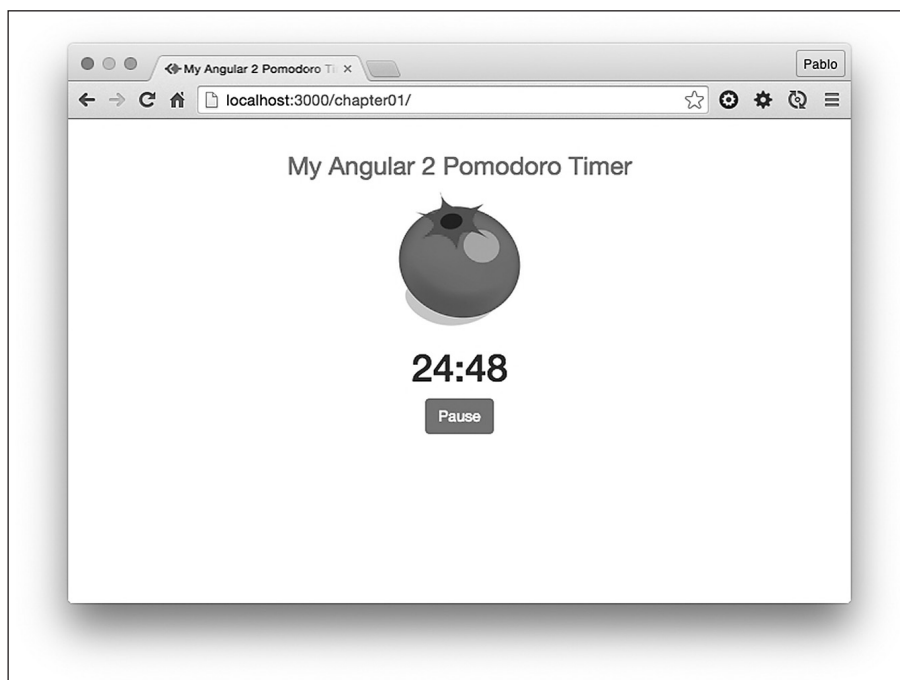 My Angular 2 Pomodoro Ti
Pablo
localhost:3000/chapter01/
My Angular 2 Pomodoro Timer
24:48
Pause